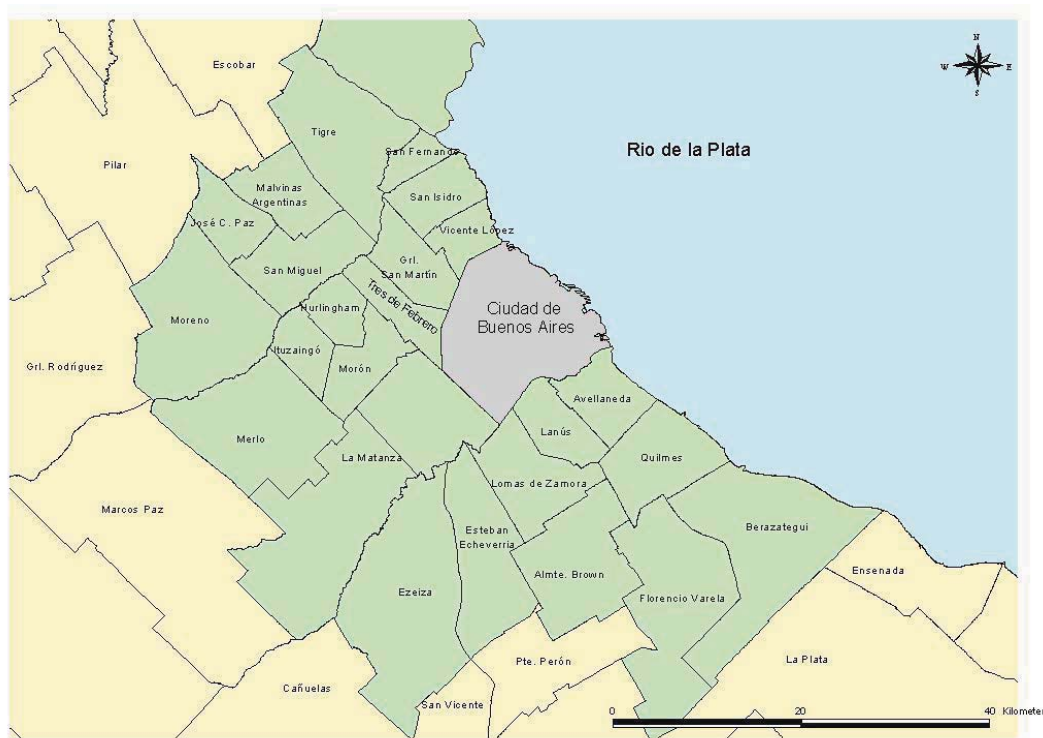 N
W
E
S
Escobar
Tigre
San Fernando
Rio de la Plata
Pilar
Malvinas
Argentinas
San Isidro
José C. Paz
Vicente López
San Miguel
Grl.
San Martín
Tres de Febrero
Hurlingham
Ciudad de
Buenos Aires
Moreno
Ituzaingó
Grl. Rodríguez
Morón
Avellaneda
Merlo
Lanús
La Matanza
Quilmes
Lomas de Zamora
Marcos Paz
Esteban
Echeverria
Berazategui
Ensenada
Almte. Brown
Ezeiza
Florencio Varela
Pte. Perón
La Plata
Cañuelas
San Vicente
0
20
40
Kilometer